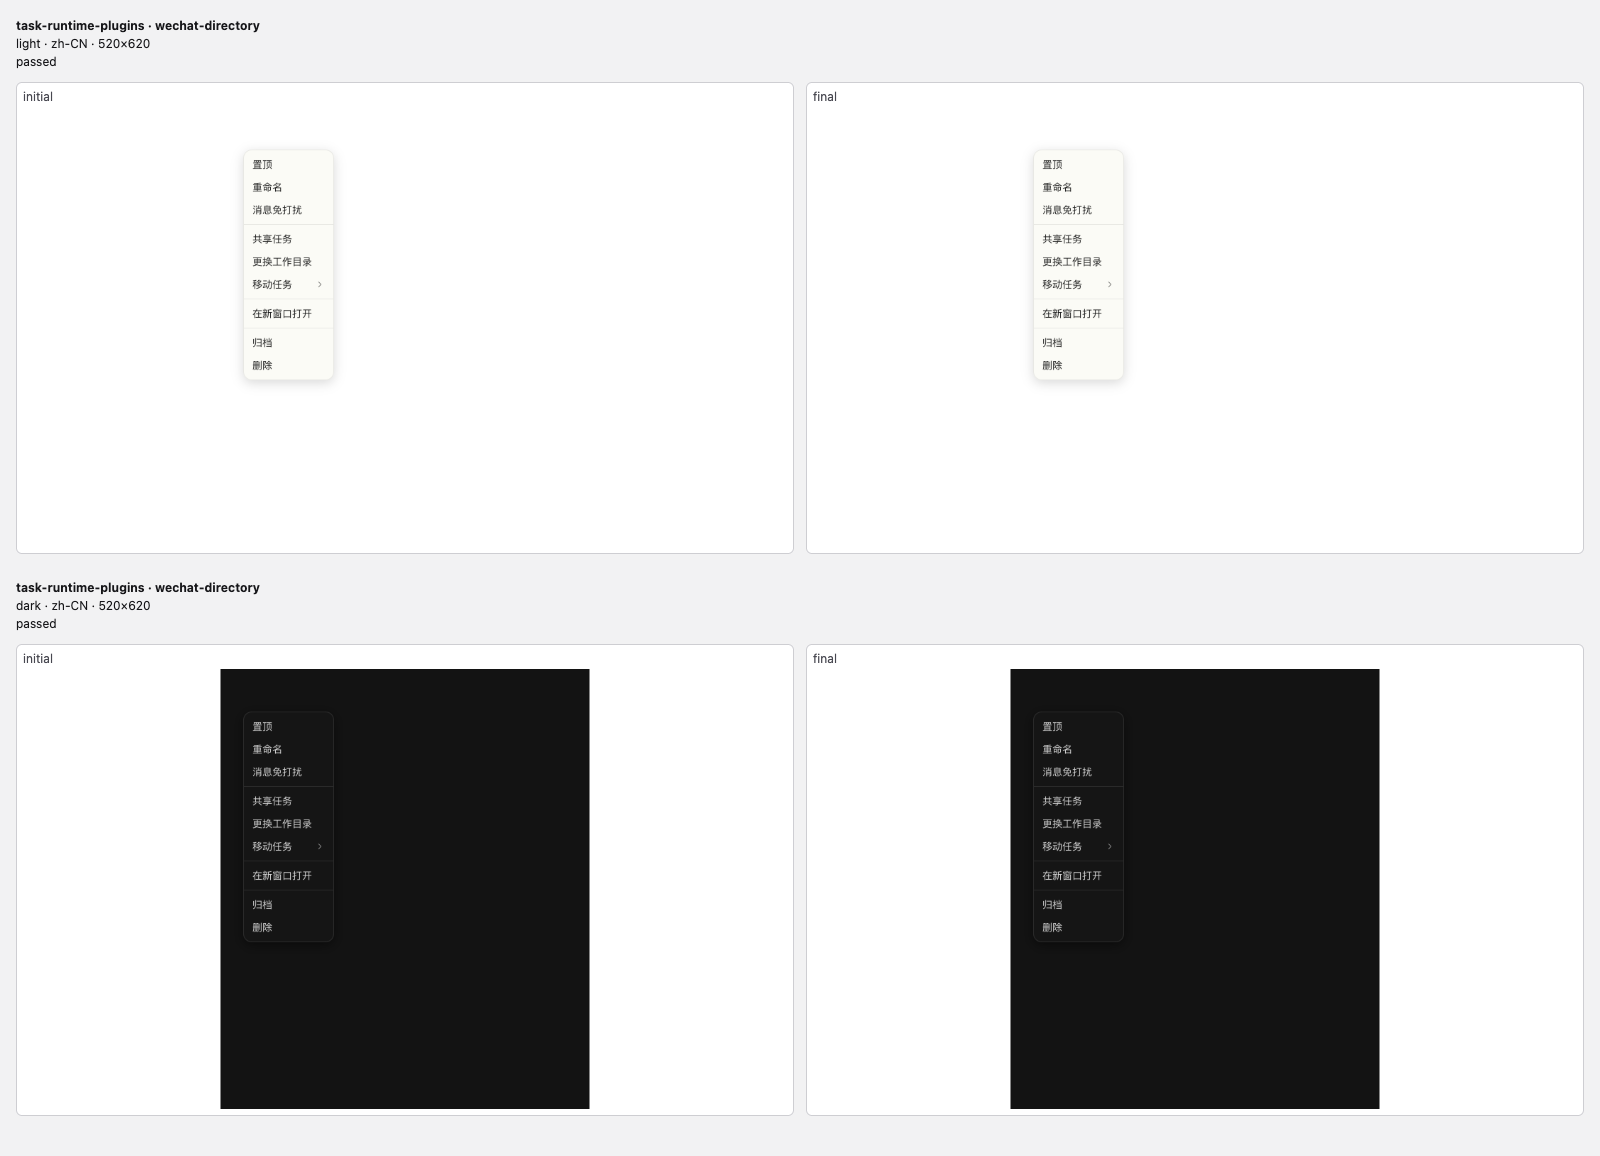 task-runtime-plugins · wechat-directory
light · zh-CN · 520×620
passed
initial
置顶
重命名
消息免打扰
共享任务
更换工作目录
移动任务
在新窗口打开
归档
删除
final
置顶
重命名
消息免打扰
共享任务
更换工作目录
移动任务
在新窗口打开
归档
删除
task-runtime-plugins · wechat-directory
dark · zh-CN · 520×620
passed
initial
置顶
重命名
消息免打扰
共享任务
更换工作目录
移动任务
在新窗口打开
归档
删除
final
置顶
重命名
消息免打扰
共享任务
更换工作目录
移动任务
在新窗口打开
归档
删除